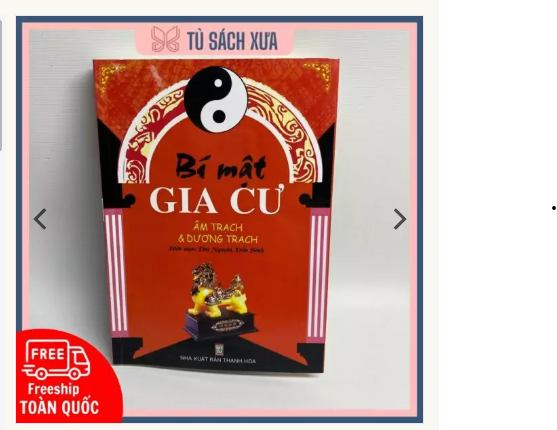 TỦ SÁCH XƯA
Bí mật
GIA CƯ
ÂM TRẠCH
& DƯƠNG TRẠCH
NHÀ XUẤT BẢN THANH HÓA
FREE
Freeship
TOÀN QUỐC